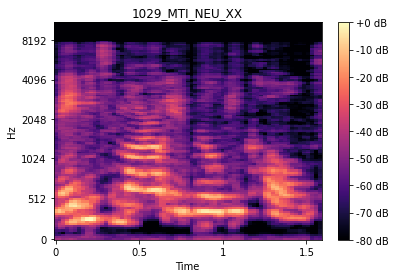 1029_MTI_NEU_XX
+0 dB
8192
-10 dB
4096
-20 dB
-30 dB
2048
Hz
-40 dB
1024
-50 dB
512
-60 dB
-70 dB
0
-80 dB
0
0.5
1
1.5
Time